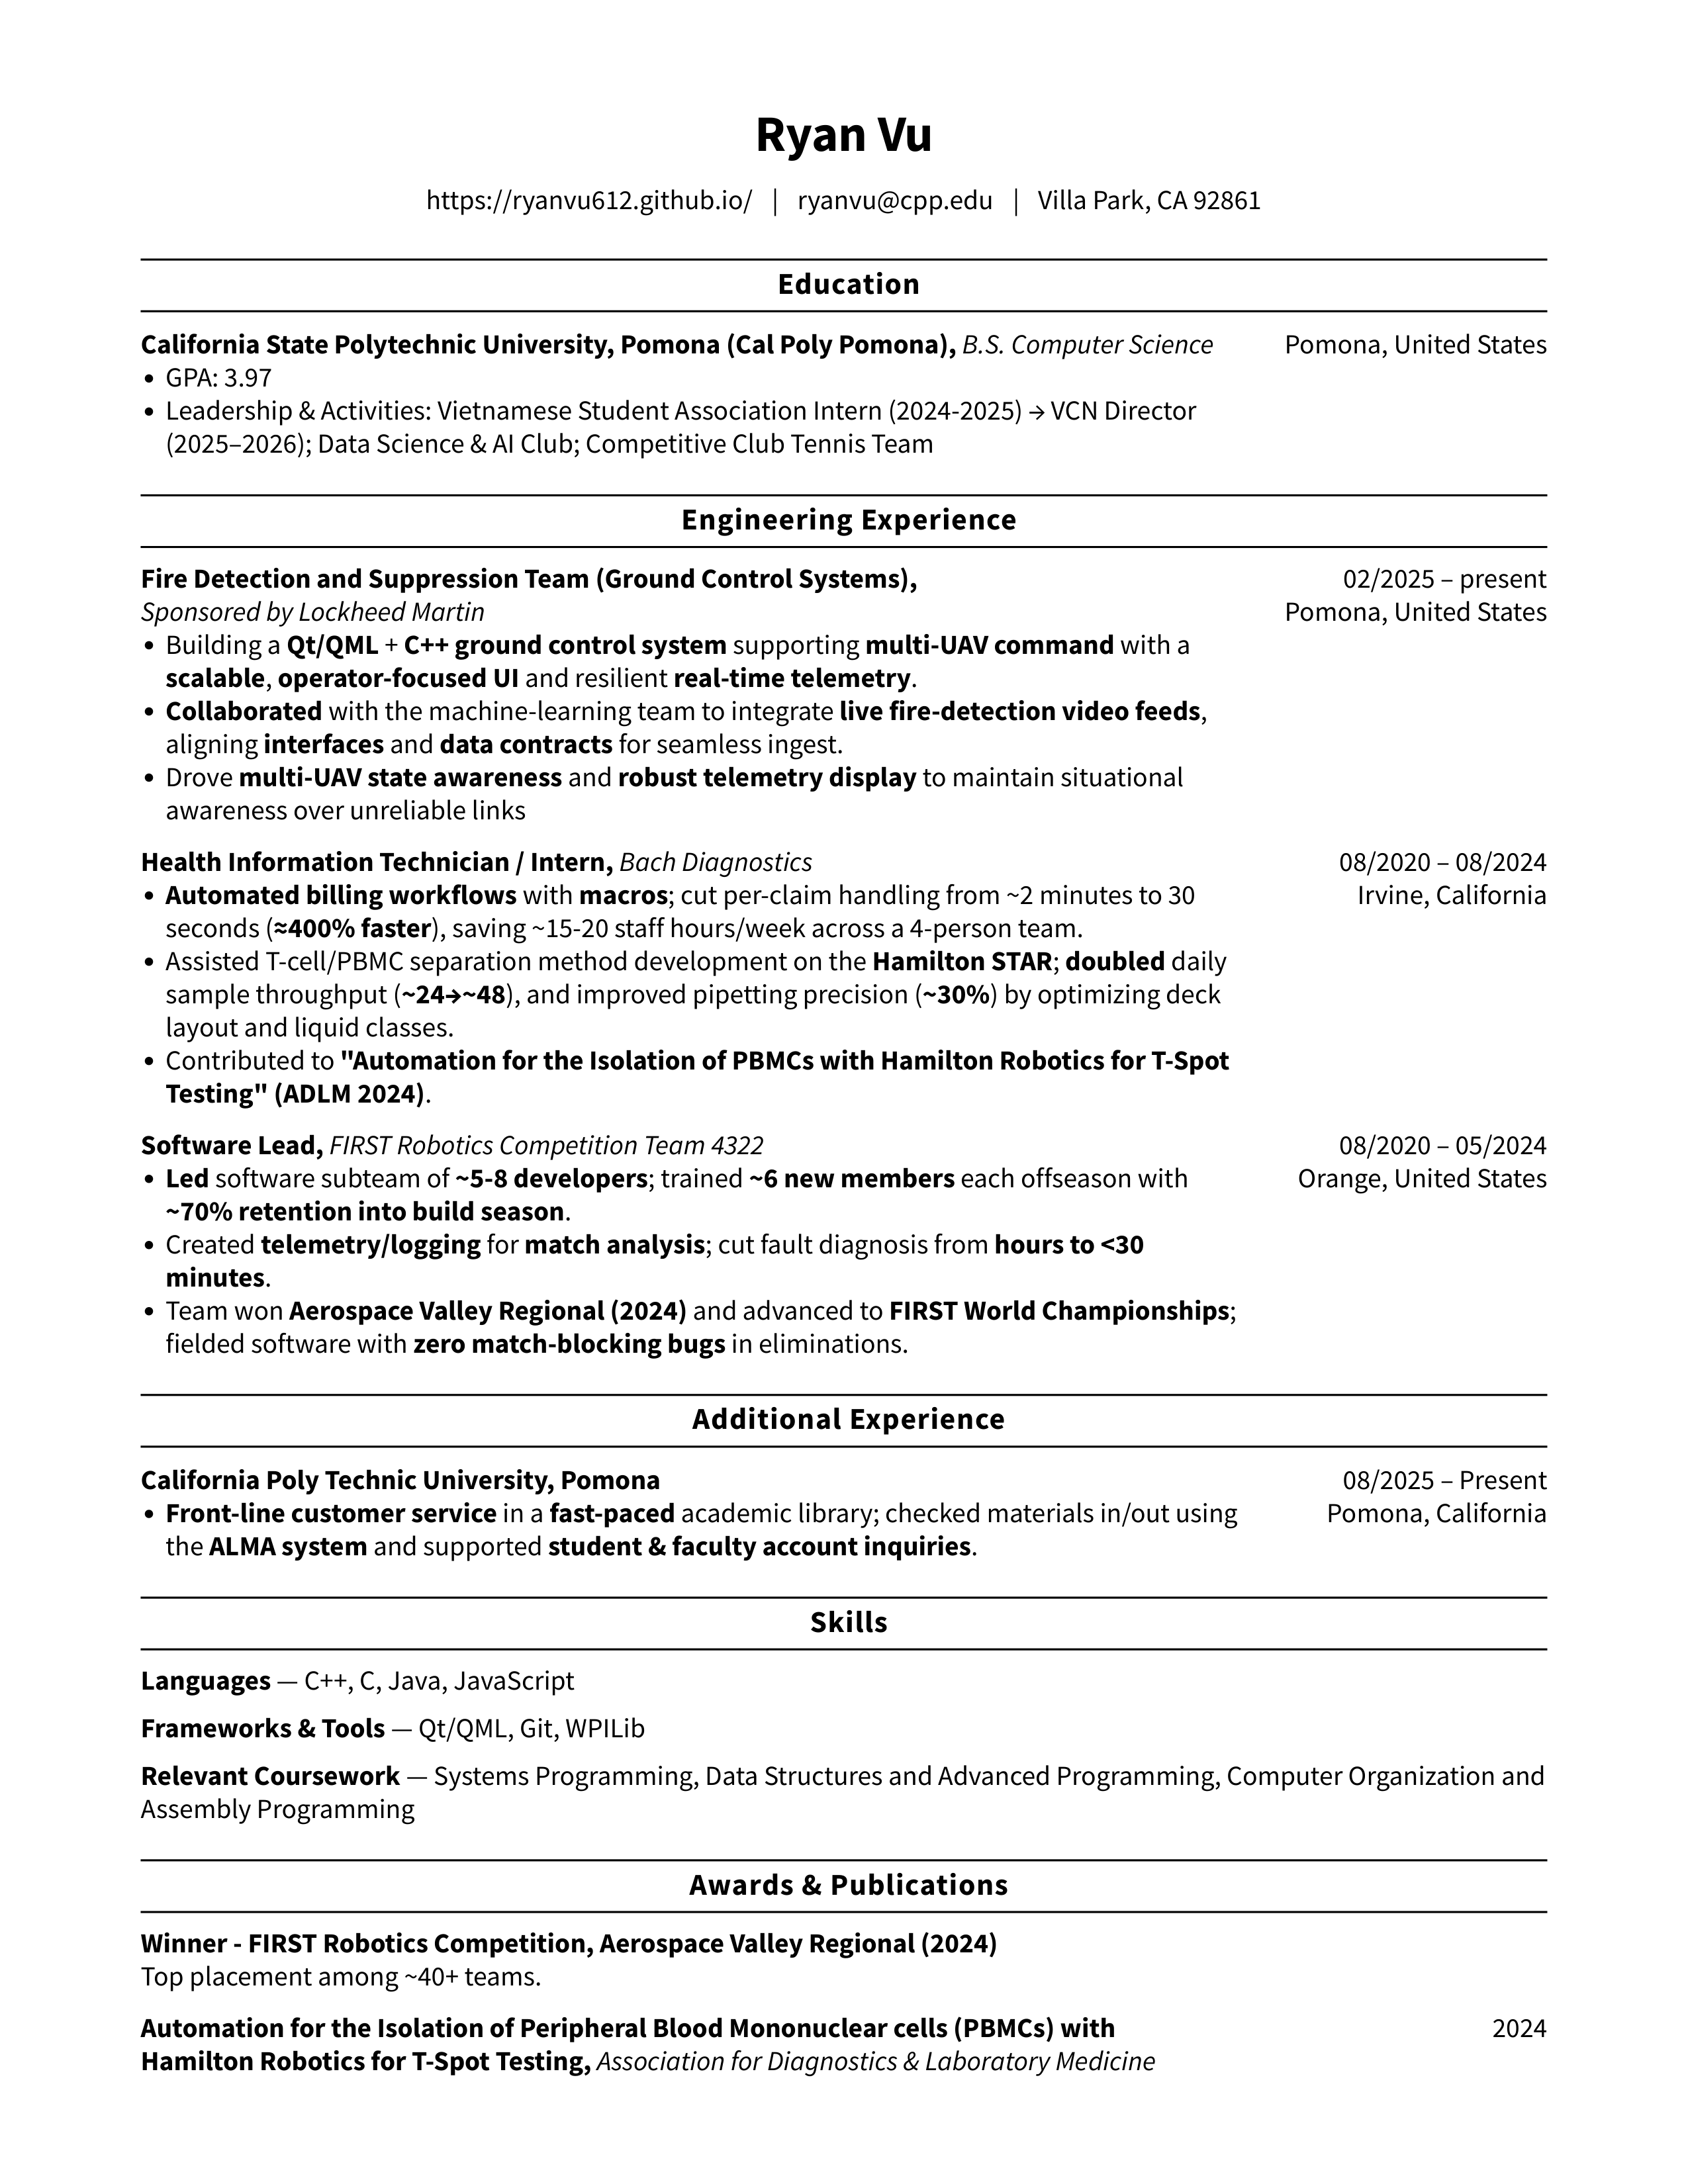 Ryan Vu
https://ryanvu612.github.io/ | ryanvu@cpp.edu | Villa Park, CA 92861
Education
California State Polytechnic University, Pomona (Cal Poly Pomona), B.S. Computer Science Pomona, United States
• GPA: 3.97
• Leadership & Activities: Vietnamese Student Association Intern (2024-2025) → VCN Director
(2025–2026); Data Science & AI Club; Competitive Club Tennis Team
Engineering Experience
Fire Detection and Suppression Team (Ground Control Systems), 02/2025 – present
Sponsored by Lockheed Martin Pomona, United States
• Building a Qt/QML + C++ ground control system supporting multi-UAV command with a
scalable, operator-focused UI and resilient real-time telemetry.
• Collaborated with the machine-learning team to integrate live fire-detection video feeds,
aligning interfaces and data contracts for seamless ingest.
• Drove multi-UAV state awareness and robust telemetry display to maintain situational
awareness over unreliable links
Health Information Technician / Intern, Bach Diagnostics 08/2020 – 08/2024
• Automated billing workflows with macros; cut per-claim handling from ~2 minutes to 30 Irvine, California
seconds (≈400% faster), saving ~15-20 staff hours/week across a 4-person team.
• Assisted T-cell/PBMC separation method development on the Hamilton STAR; doubled daily
sample throughput (~24→~48), and improved pipetting precision (~30%) by optimizing deck
layout and liquid classes.
• Contributed to "Automation for the Isolation of PBMCs with Hamilton Robotics for T-Spot
Testing" (ADLM 2024).
Software Lead, FIRST Robotics Competition Team 4322 08/2020 – 05/2024
• Led software subteam of ~5-8 developers; trained ~6 new members each offseason with Orange, United States
~70% retention into build season.
• Created telemetry/logging for match analysis; cut fault diagnosis from hours to <30
minutes.
• Team won Aerospace Valley Regional (2024) and advanced to FIRST World Championships;
fielded software with zero match-blocking bugs in eliminations.
Additional Experience
California Poly Technic University, Pomona 08/2025 – Present
• Front-line customer service in a fast-paced academic library; checked materials in/out using Pomona, California
the ALMA system and supported student & faculty account inquiries.
Skills
Languages — C++, C, Java, JavaScript
Frameworks & Tools — Qt/QML, Git, WPILib
Relevant Coursework — Systems Programming, Data Structures and Advanced Programming, Computer Organization and
Assembly Programming
Awards & Publications
Winner - FIRST Robotics Competition, Aerospace Valley Regional (2024)
Top placement among ~40+ teams.
Automation for the Isolation of Peripheral Blood Mononuclear cells (PBMCs) with 2024
Hamilton Robotics for T-Spot Testing, Association for Diagnostics & Laboratory Medicine